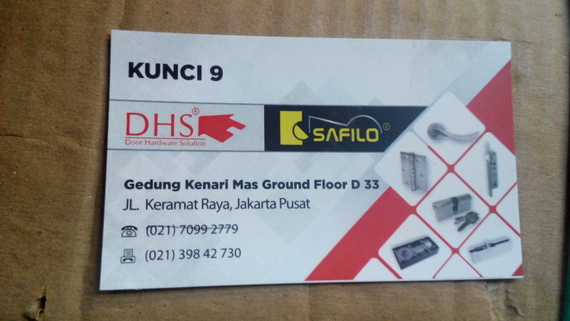 KUNCI 9
DHS®
Door Hardware Solution
SAFILO®
Gedung Kenari Mas Ground Floor D 33
JL. Keramat Raya, Jakarta Pusat
(021) 7099 2779
(021) 398 42 730